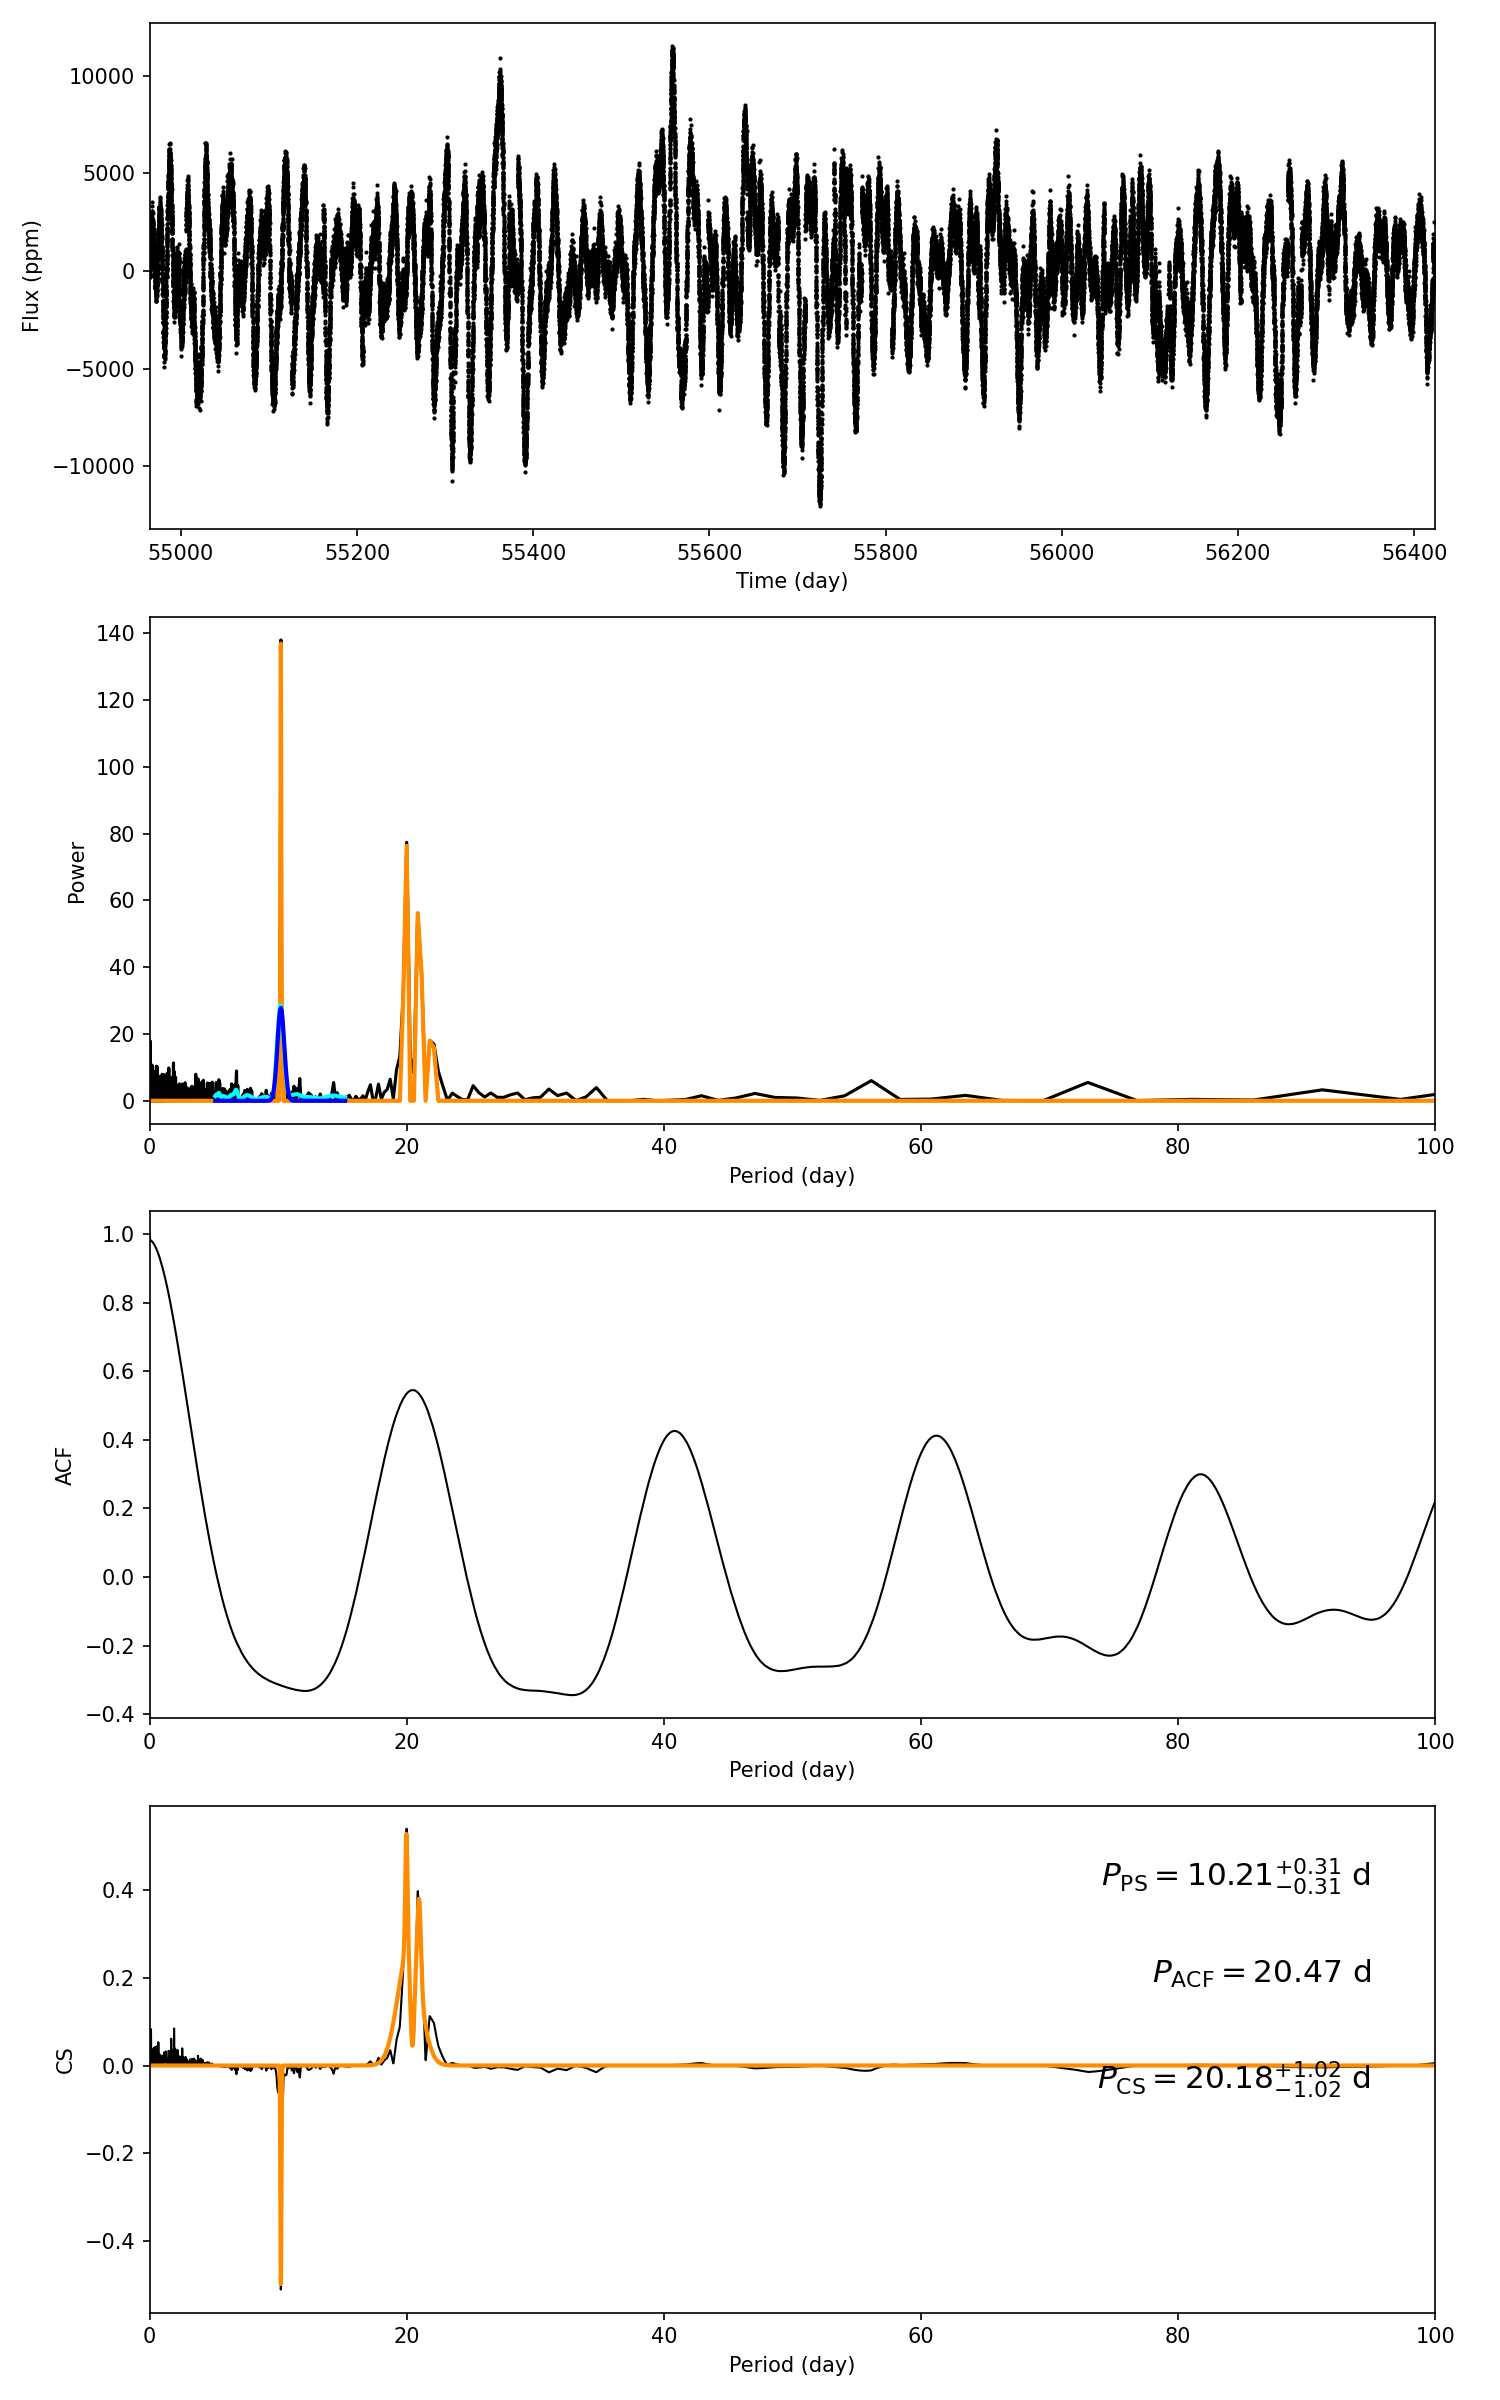 10000
5000
0
−5000
−10000
Flux (ppm)
55000 55200 55400 55600 55800 56000 56200 56400
Time (day)
140
120
100
80
60
40
20
0
Power
0 20 40 60 80 100
Period (day)
1.0
0.8
0.6
0.4
0.2
0.0
−0.2
−0.4
ACF
0 20 40 60 80 100
Period (day)
0.4
0.2
0.0
−0.2
−0.4
CS
P_PS = 10.21 +0.31 −0.31 d
P_ACF = 20.47 d
P_CS = 20.18 +1.02 −1.02 d
0 20 40 60 80 100
Period (day)